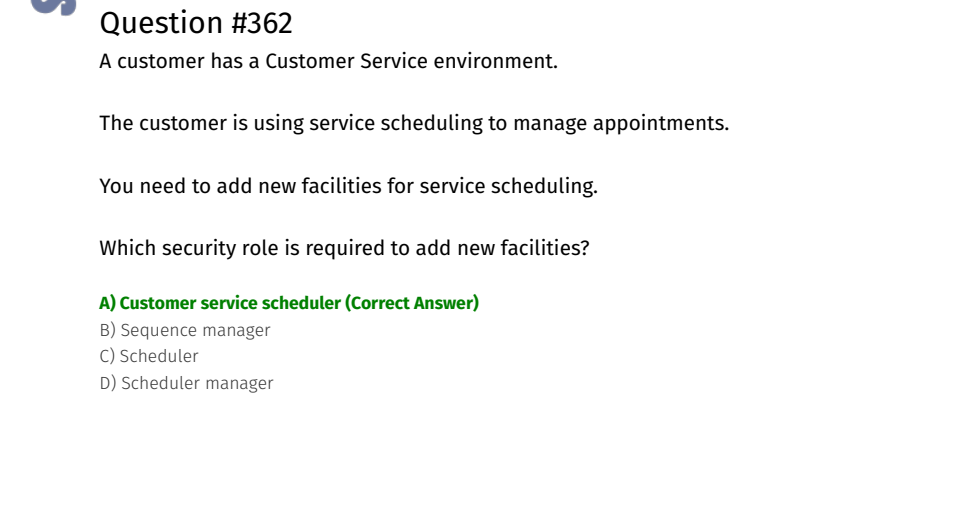 Question #362
A customer has a Customer Service environment.
The customer is using service scheduling to manage appointments.
You need to add new facilities for service scheduling.
Which security role is required to add new facilities?
A) Customer service scheduler (Correct Answer)
B) Sequence manager
C) Scheduler
D) Scheduler manager